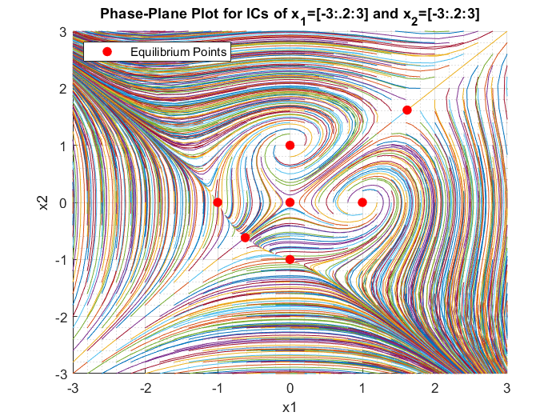 Phase-Plane Plot for ICs of x1=[-3:.2:3] and x2=[-3:.2:3]
Equilibrium Points
3
2
1
0
-1
-2
-3
x2
-3 -2 -1 0 1 2 3
x1